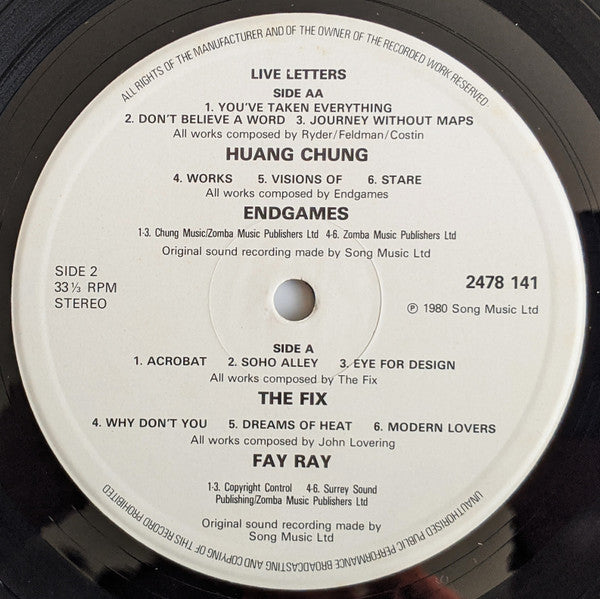 ALL RIGHTS OF THE MANUFACTURER AND OF THE OWNER OF THE RECORDED WORK RESERVED.
LIVE LETTERS
SIDE AA
1. YOU'VE TAKEN EVERYTHING
2. DON'T BELIEVE A WORD 3. JOURNEY WITHOUT MAPS
All works composed by Ryder/Feldman/Costin
HUANG CHUNG
4. WORKS 5. VISIONS OF 6. STARE
All works composed by Endgames
ENDGAMES
1-3. Chung Music/Zomba Music Publishers Ltd 4-6. Zomba Music Publishers Ltd
Original sound recording made by Song Music Ltd
SIDE 2
33⅓ RPM
STEREO
2478 141
℗ 1980 Song Music Ltd
SIDE A
1. ACROBAT 2. SOHO ALLEY 3. EYE FOR DESIGN
All works composed by The Fix
THE FIX
4. WHY DON'T YOU 5. DREAMS OF HEAT 6. MODERN LOVERS
All works composed by John Lovering
FAY RAY
1-3. Copyright Control 4-6. Surrey Sound
Publishing/Zomba Music Publishers Ltd
Original sound recording made by
Song Music Ltd
UNAUTHORISED PUBLIC PERFORMANCE BROADCASTING AND COPYING OF THIS RECORD PROHIBITED